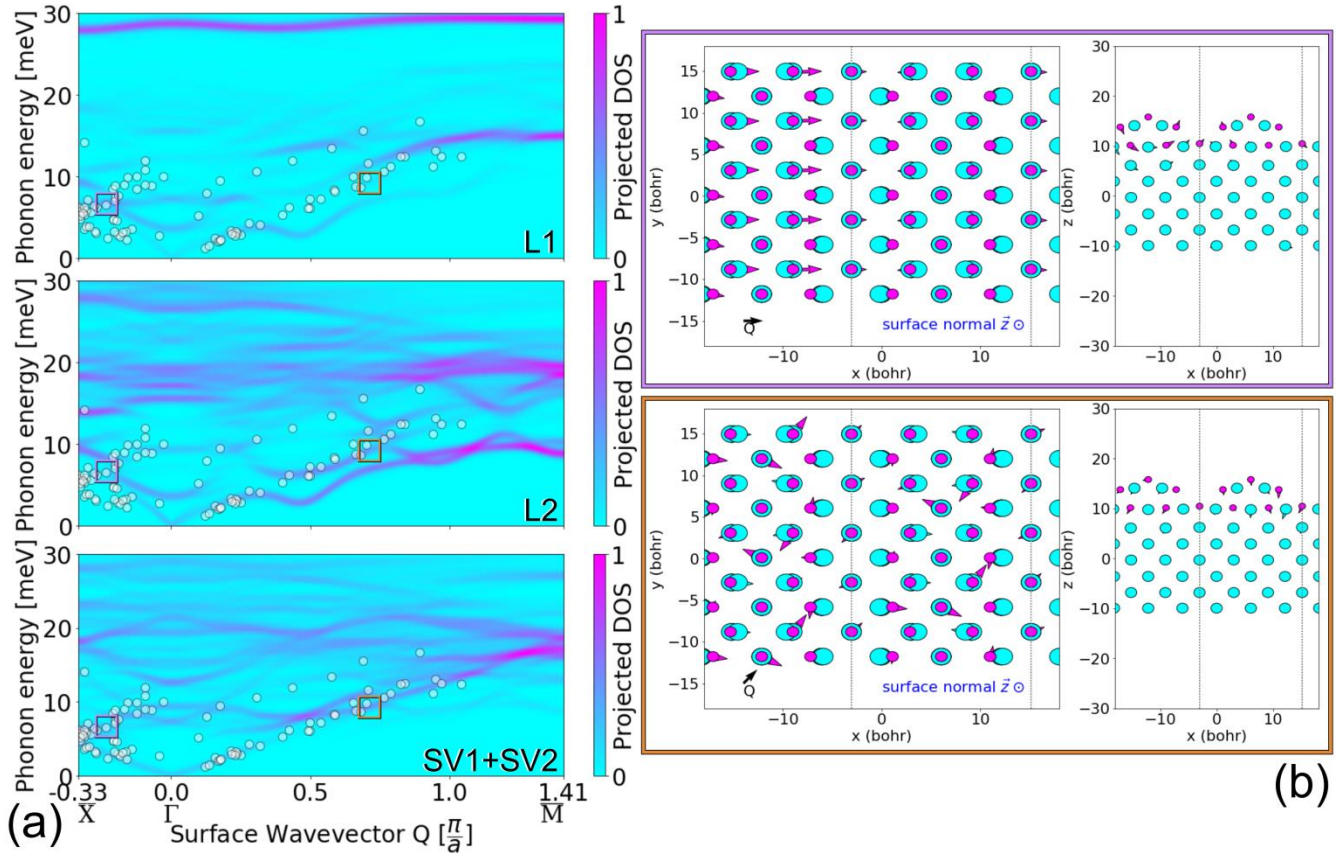 30
20
10
0
Phonon energy [meV]
L1
1
0
Projected DOS
30
20
10
0
Phonon energy [meV]
L2
1
0
Projected DOS
30
20
10
0
Phonon energy [meV]
SV1+SV2
1
0
Projected DOS
-0.33 0.0 0.5 1.0 1.41
X Γ M
Surface Wavevector Q [π/a]
(a)
15
10
5
0
−5
−10
−15
y (bohr)
Q
surface normal z ⊙
−10 0 10
x (bohr)
30
20
10
0
−10
−20
−30
z (bohr)
−10 0 10
x (bohr)
15
10
5
0
−5
−10
−15
y (bohr)
Q
surface normal z ⊙
−10 0 10
x (bohr)
30
20
10
0
−10
−20
−30
z (bohr)
−10 0 10
x (bohr)
(b)